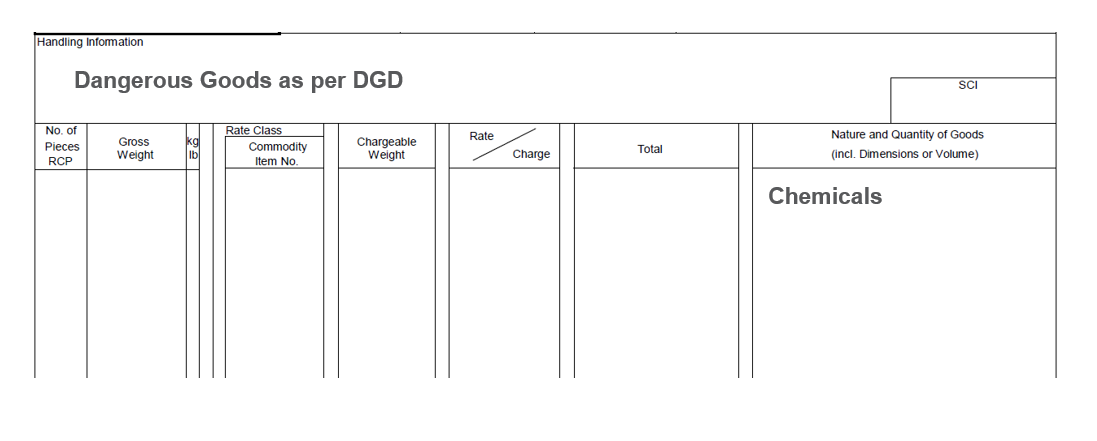 Handling Information
Dangerous Goods as per DGD
SCI
No. of
Pieces
RCP
Gross
Weight
kg
lb
Rate Class
Commodity
Item No.
Chargeable
Weight
Rate
Charge
Total
Nature and Quantity of Goods
(incl. Dimensions or Volume)
Chemicals